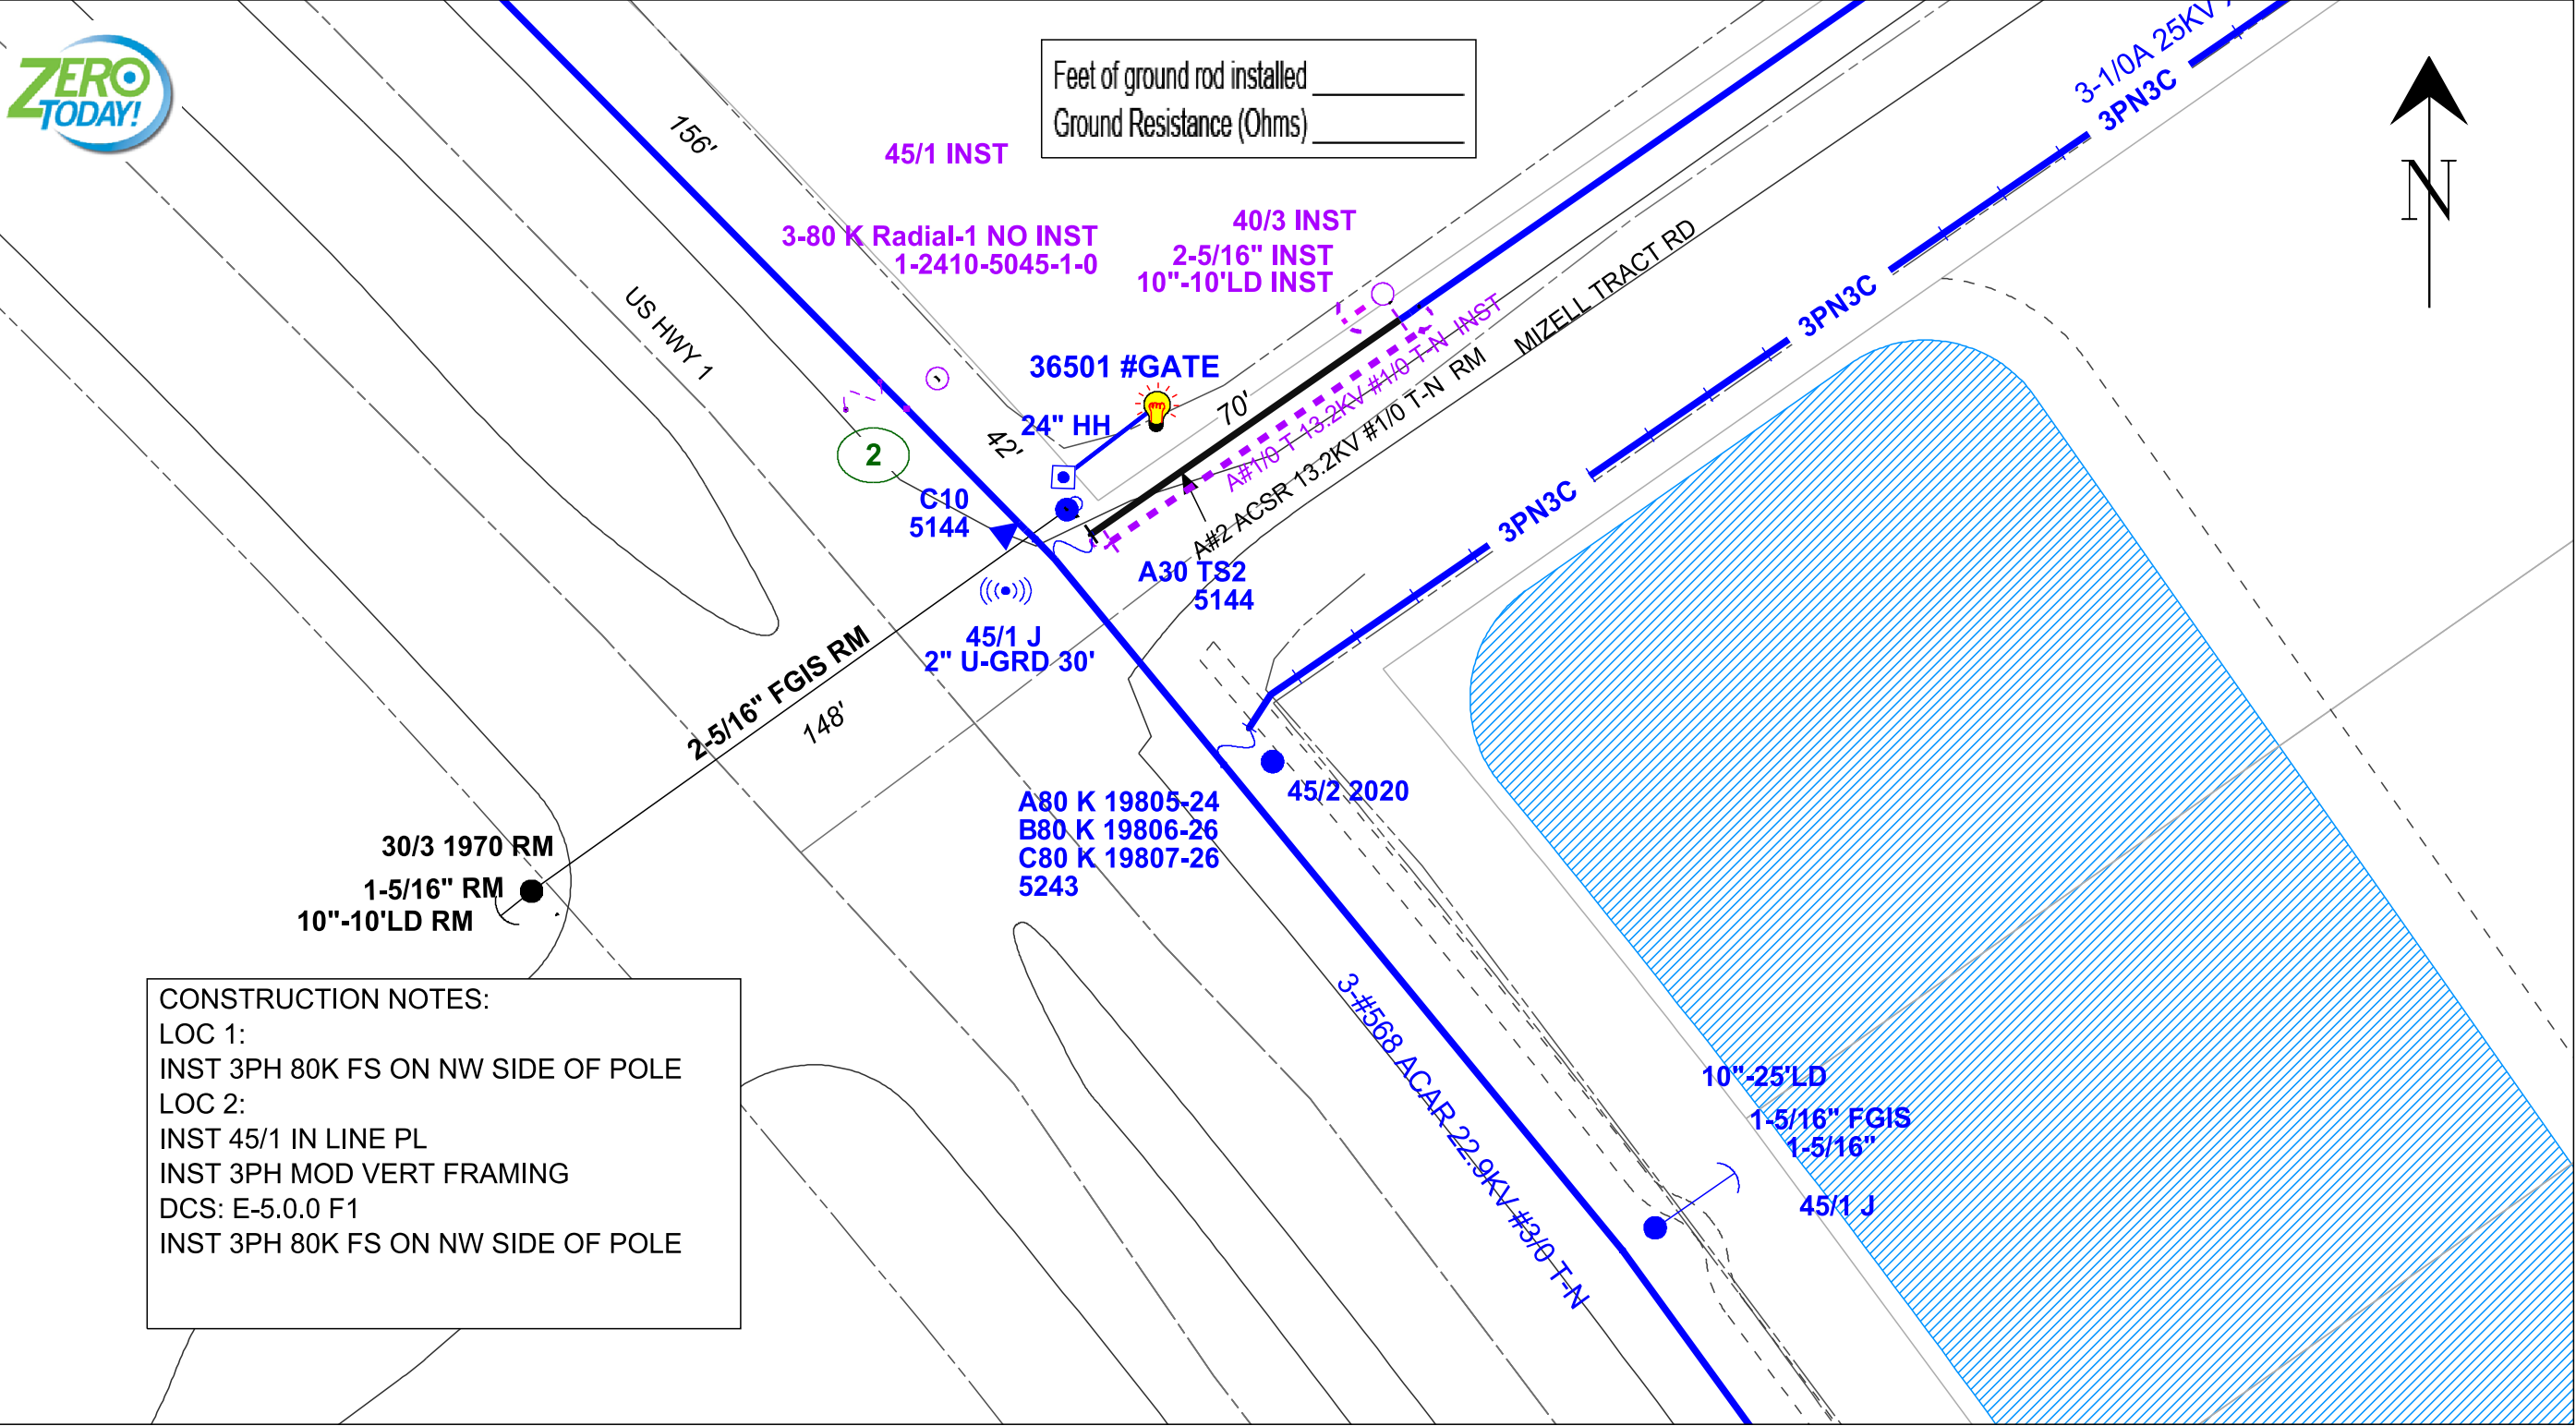 ZERO
TODAY!
Feet of ground rod installed
Ground Resistance (Ohms)
3-1/0A 25KV
3PN3C
N
156'
45/1 INST
3-80 K Radial-1 NO INST
1-2410-5045-1-0
40/3 INST
2-5/16" INST
10"-10'LD INST
US HWY 1
MIZELL TRACT RD
3PN3C
36501 #GATE
24" HH
42'
70'
A#1/0 T 13.2KV #1/0 T-N INST
A#2 ACSR 13.2KV #1/0 T-N RM
2
C10
5144
3PN3C
A30 TS2
5144
45/1 J
2" U-GRD 30'
2-5/16" FGIS RM
148'
45/2 2020
A80 K 19805-24
B80 K 19806-26
C80 K 19807-26
5243
30/3 1970 RM
1-5/16" RM
10"-10'LD RM
3-#568 ACAR 22.9KV #3/0 T-N
10"-25'LD
1-5/16" FGIS
1-5/16"
45/1 J
CONSTRUCTION NOTES:
LOC 1:
INST 3PH 80K FS ON NW SIDE OF POLE
LOC 2:
INST 45/1 IN LINE PL
INST 3PH MOD VERT FRAMING
DCS: E-5.0.0 F1
INST 3PH 80K FS ON NW SIDE OF POLE